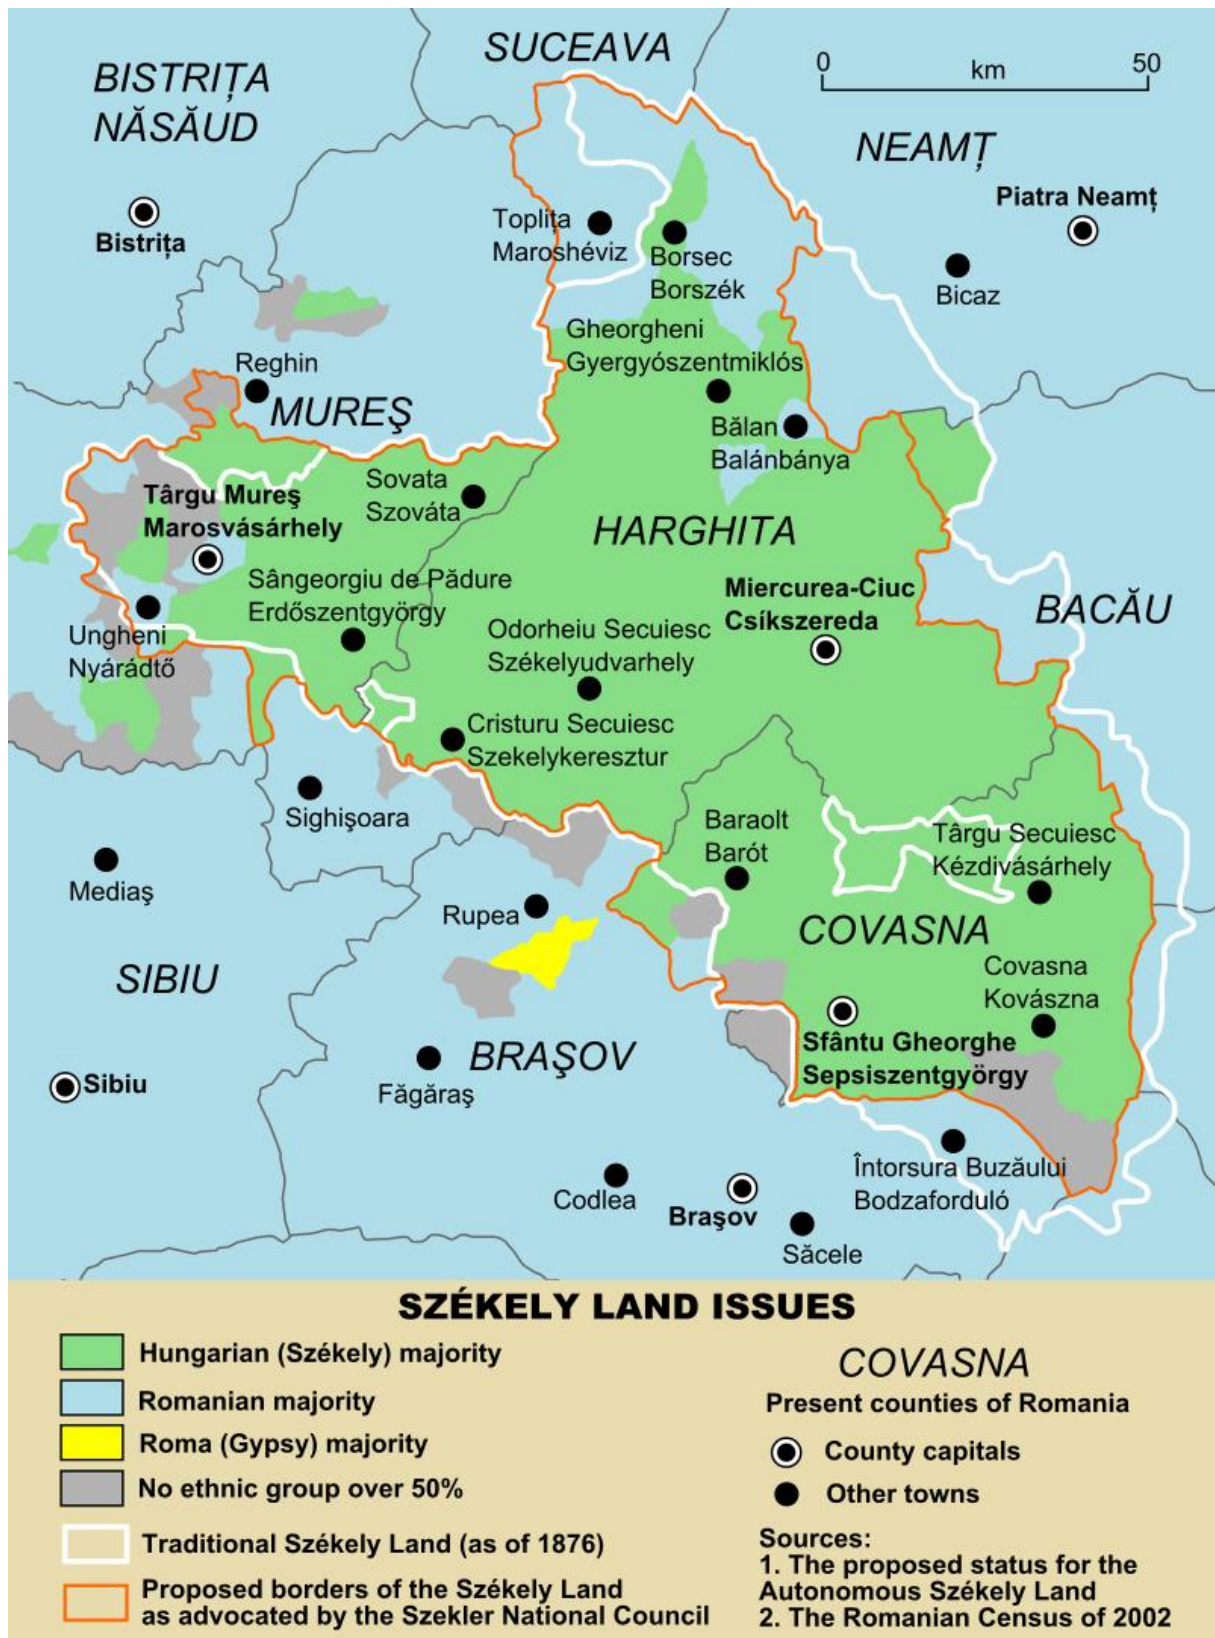 SUCEAVA
BISTRIȚA
NĂSĂUD
0
km
50
NEAMȚ
Piatra Neamț
Bistrița
Toplița
Maroshéviz
Borsec
Borszék
Bicaz
Gheorgheni
Gyergyószentmiklós
Reghin
MUREŞ
Bălan
Balánbánya
Sovata
Szováta
Târgu Mureş
Marosvásárhely
HARGHITA
Sângeorgiu de Pădure
Erdőszentgyörgy
Miercurea-Ciuc
Csíkszereda
BACĂU
Ungheni
Nyárádtő
Odorheiu Secuiesc
Székelyudvarhely
Cristuru Secuiesc
Szekelykeresztur
Sighişoara
Baraolt
Barót
Târgu Secuiesc
Kézdivásárhely
Mediaş
Rupea
COVASNA
SIBIU
Covasna
Kovászna
Sfântu Gheorghe
Sepsiszentgyörgy
BRAŞOV
Sibiu
Făgăraş
Întorsura Buzăului
Bodzaforduló
Codlea
Braşov
Săcele
SZÉKELY LAND ISSUES
Hungarian (Székely) majority
Romanian majority
Roma (Gypsy) majority
No ethnic group over 50%
Traditional Székely Land (as of 1876)
Proposed borders of the Székely Land
as advocated by the Szekler National Council
COVASNA
Present counties of Romania
County capitals
Other towns
Sources:
1. The proposed status for the
Autonomous Székely Land
2. The Romanian Census of 2002